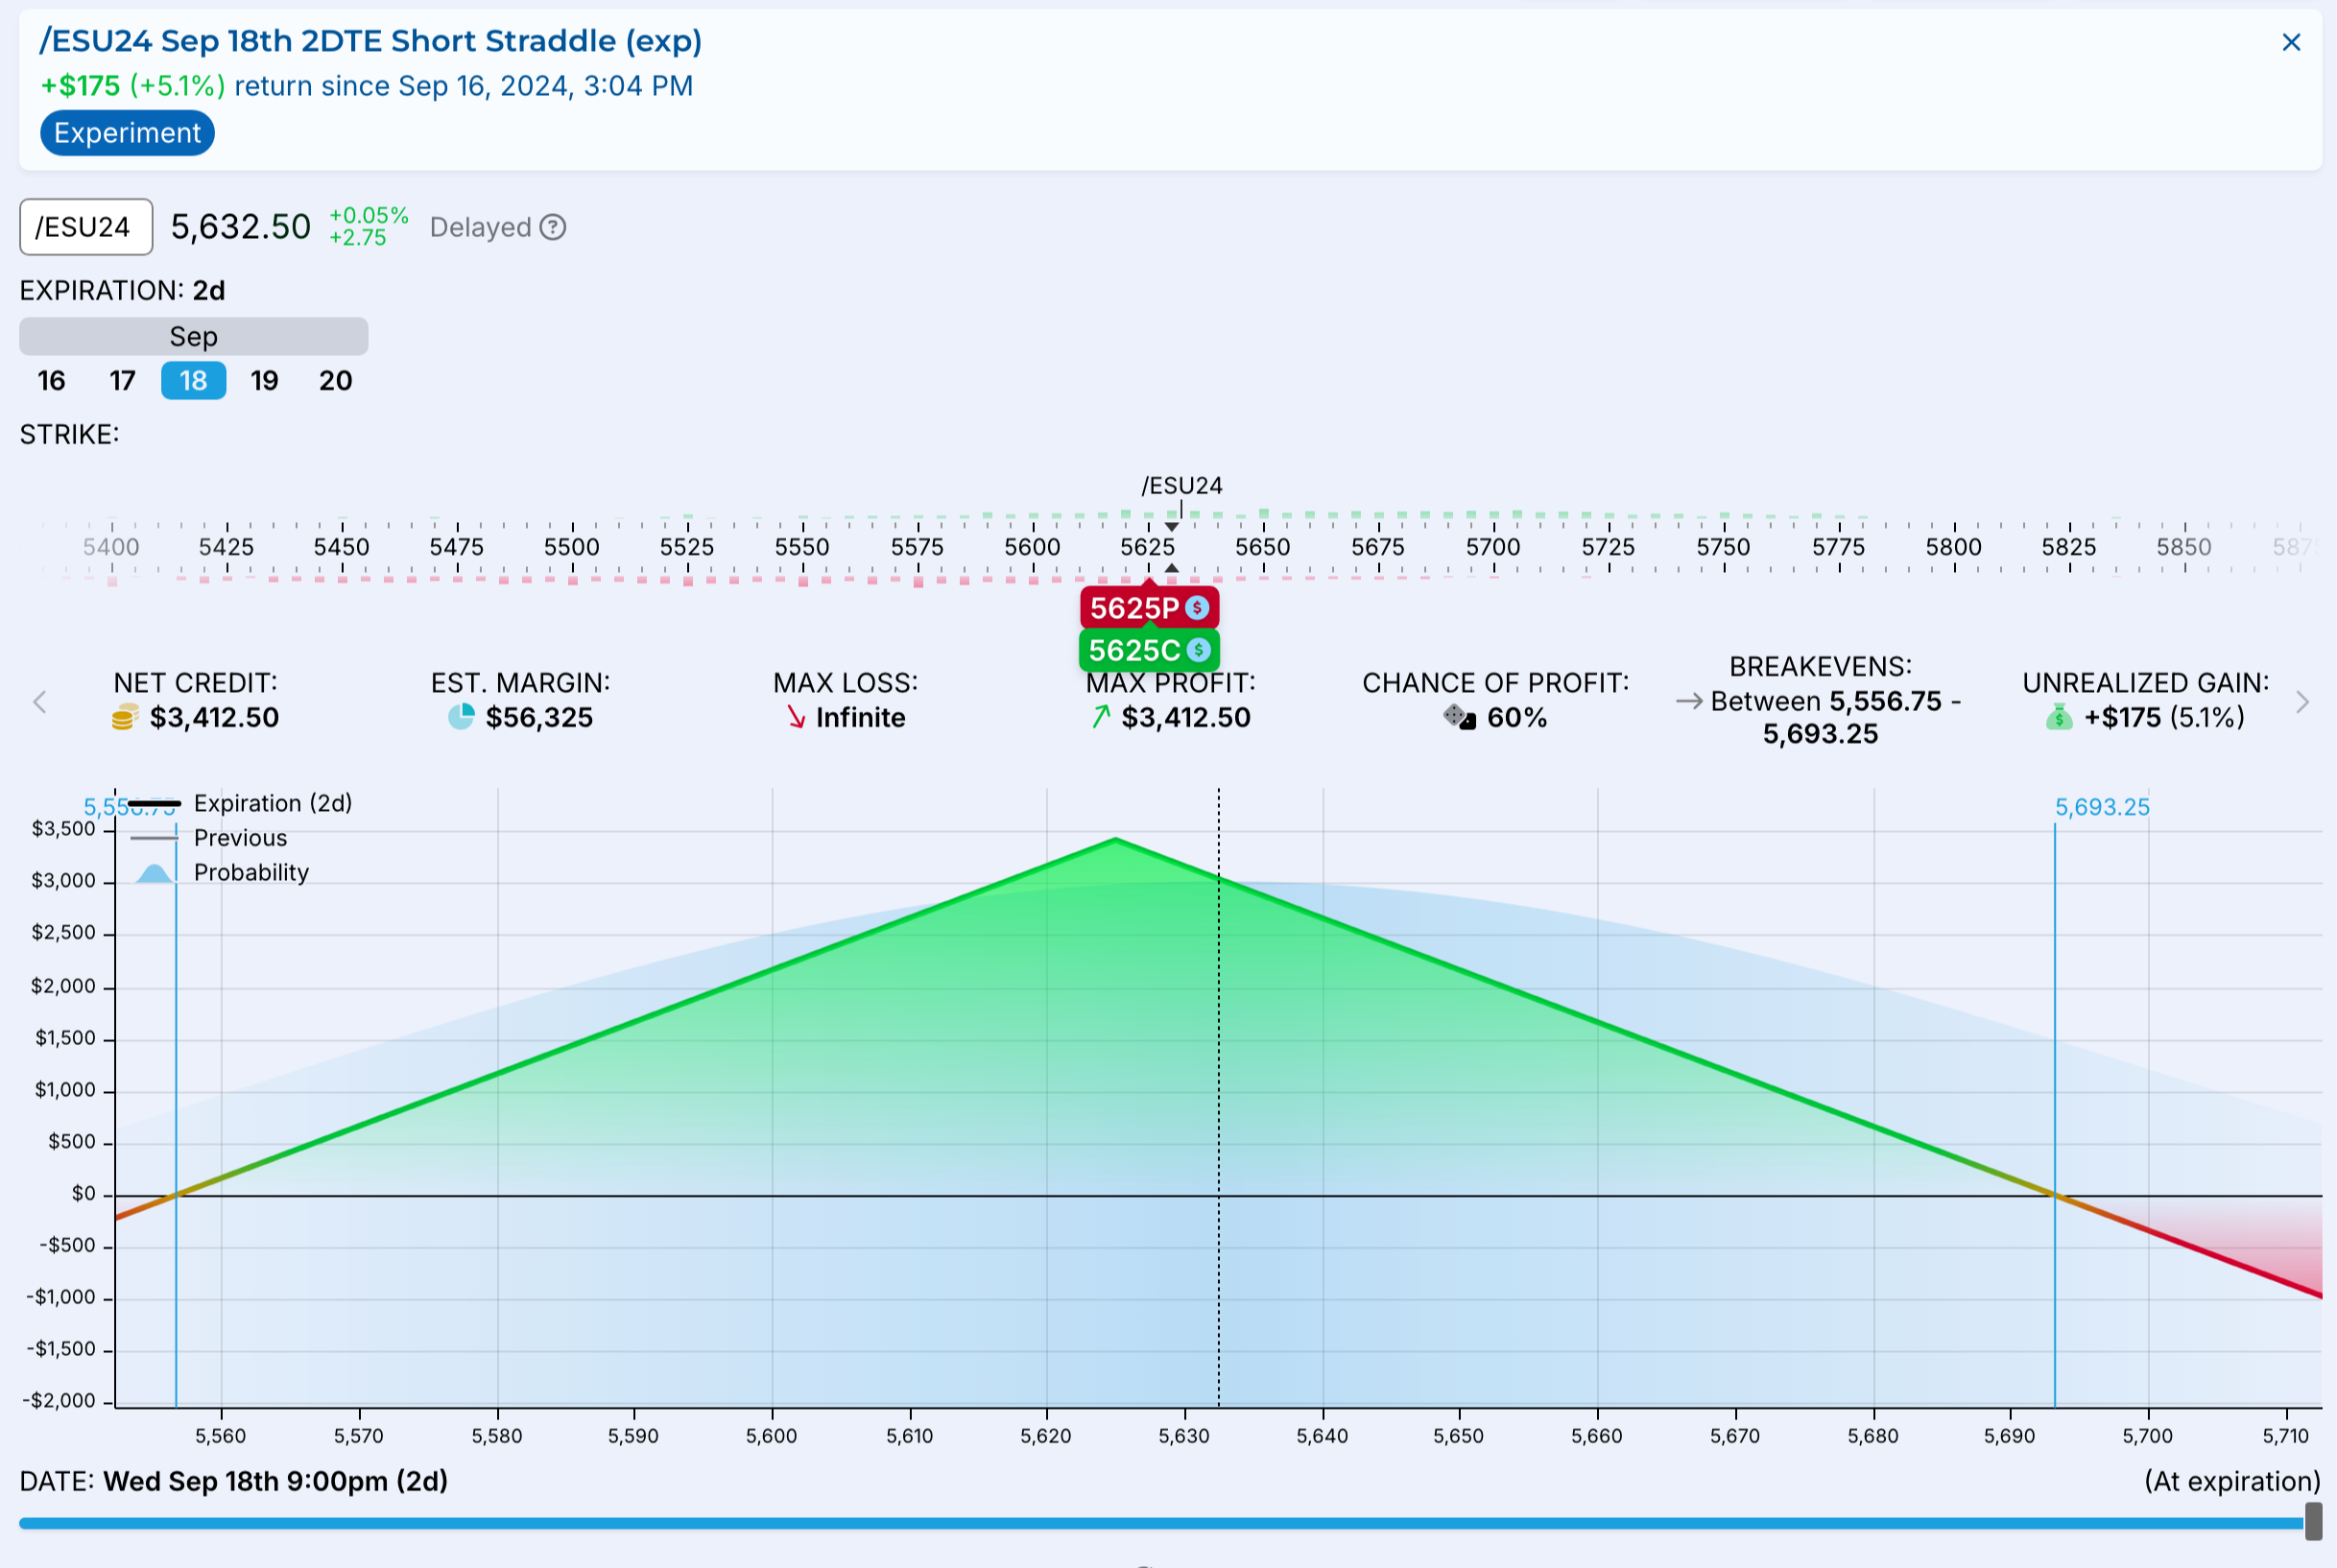 /ESU24 Sep 18th 2DTE Short Straddle (exp)
+$175 (+5.1%) return since Sep 16, 2024, 3:04 PM
Experiment
/ESU24 5,632.50 +0.05% +2.75 Delayed ?
EXPIRATION: 2d
Sep
16 17 18 19 20
STRIKE:
/ESU24
5400 5425 5450 5475 5500 5525 5550 5575 5600 5625 5650 5675 5700 5725 5750 5775 5800 5825 5850
5625P $
5625C $
NET CREDIT:
$3,412.50
EST. MARGIN:
$56,325
MAX LOSS:
Infinite
MAX PROFIT:
$3,412.50
CHANCE OF PROFIT:
60%
BREAKEVENS:
Between 5,556.75 -
5,693.25
UNREALIZED GAIN:
+$175 (5.1%)
5,556.75
5,693.25
Expiration (2d)
Previous
Probability
$3,500
$3,000
$2,500
$2,000
$1,500
$1,000
$500
$0
-$500
-$1,000
-$1,500
-$2,000
5,560 5,570 5,580 5,590 5,600 5,610 5,620 5,630 5,640 5,650 5,660 5,670 5,680 5,690 5,700 5,710
DATE: Wed Sep 18th 9:00pm (2d)
(At expiration)